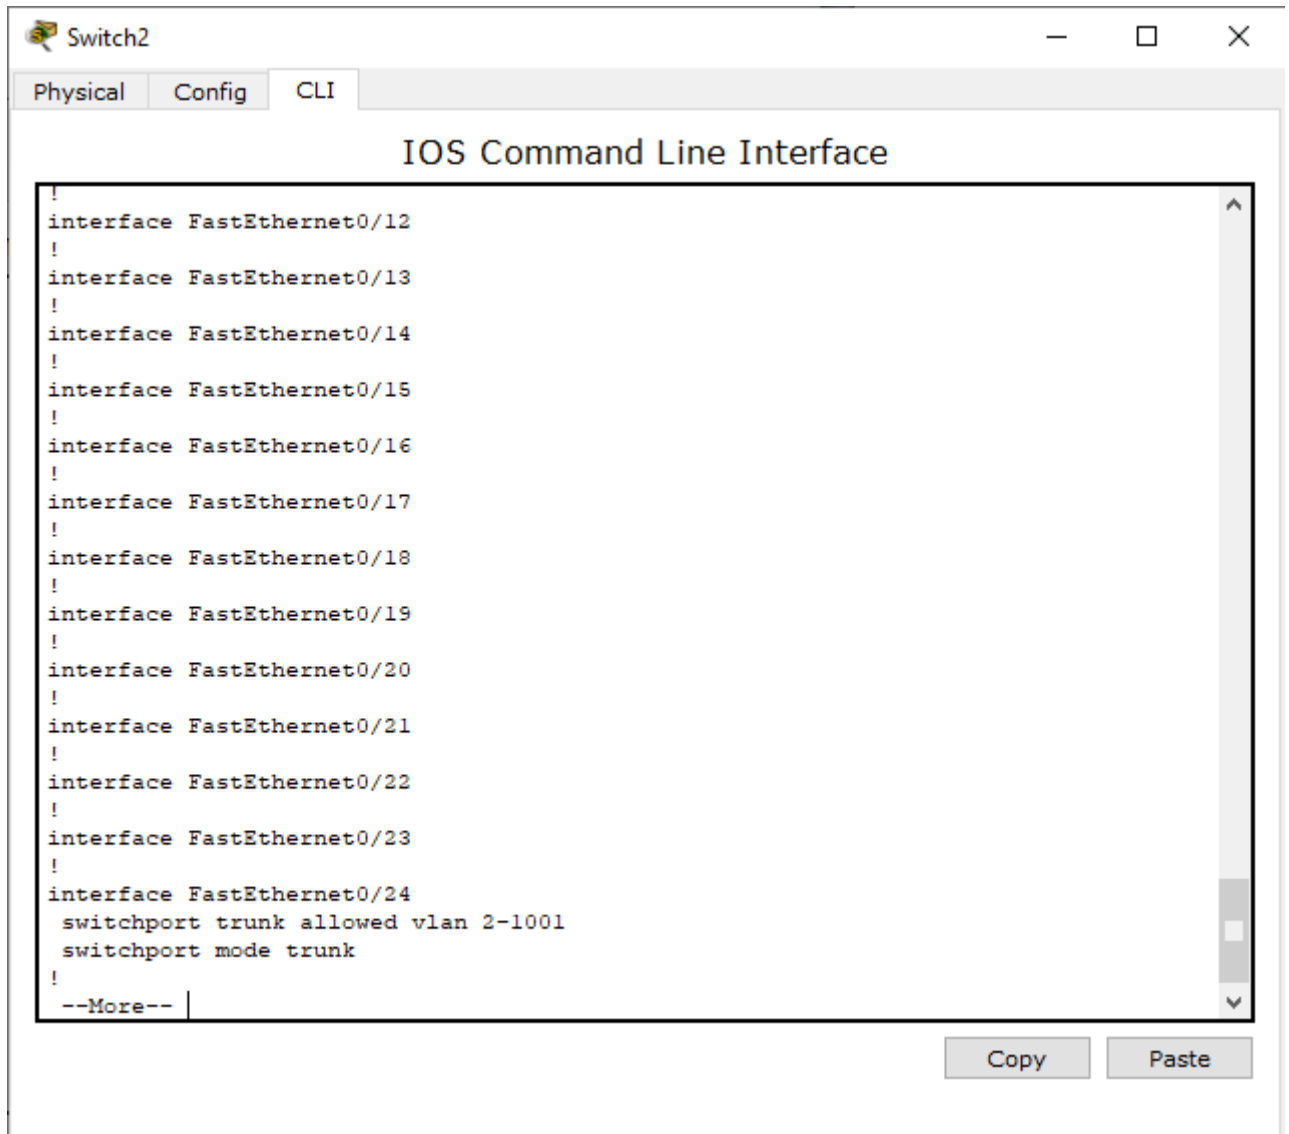 Switch2
Physical Config CLI
IOS Command Line Interface
!
interface FastEthernet0/12
!
interface FastEthernet0/13
!
interface FastEthernet0/14
!
interface FastEthernet0/15
!
interface FastEthernet0/16
!
interface FastEthernet0/17
!
interface FastEthernet0/18
!
interface FastEthernet0/19
!
interface FastEthernet0/20
!
interface FastEthernet0/21
!
interface FastEthernet0/22
!
interface FastEthernet0/23
!
interface FastEthernet0/24
 switchport trunk allowed vlan 2-1001
 switchport mode trunk
!
 --More--
Copy Paste